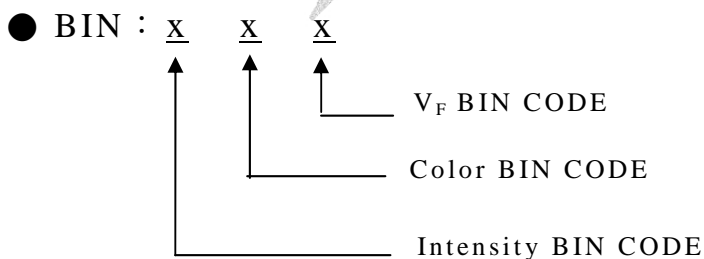 ● BIN：x x x
V_F BIN CODE
Color BIN CODE
Intensity BIN CODE